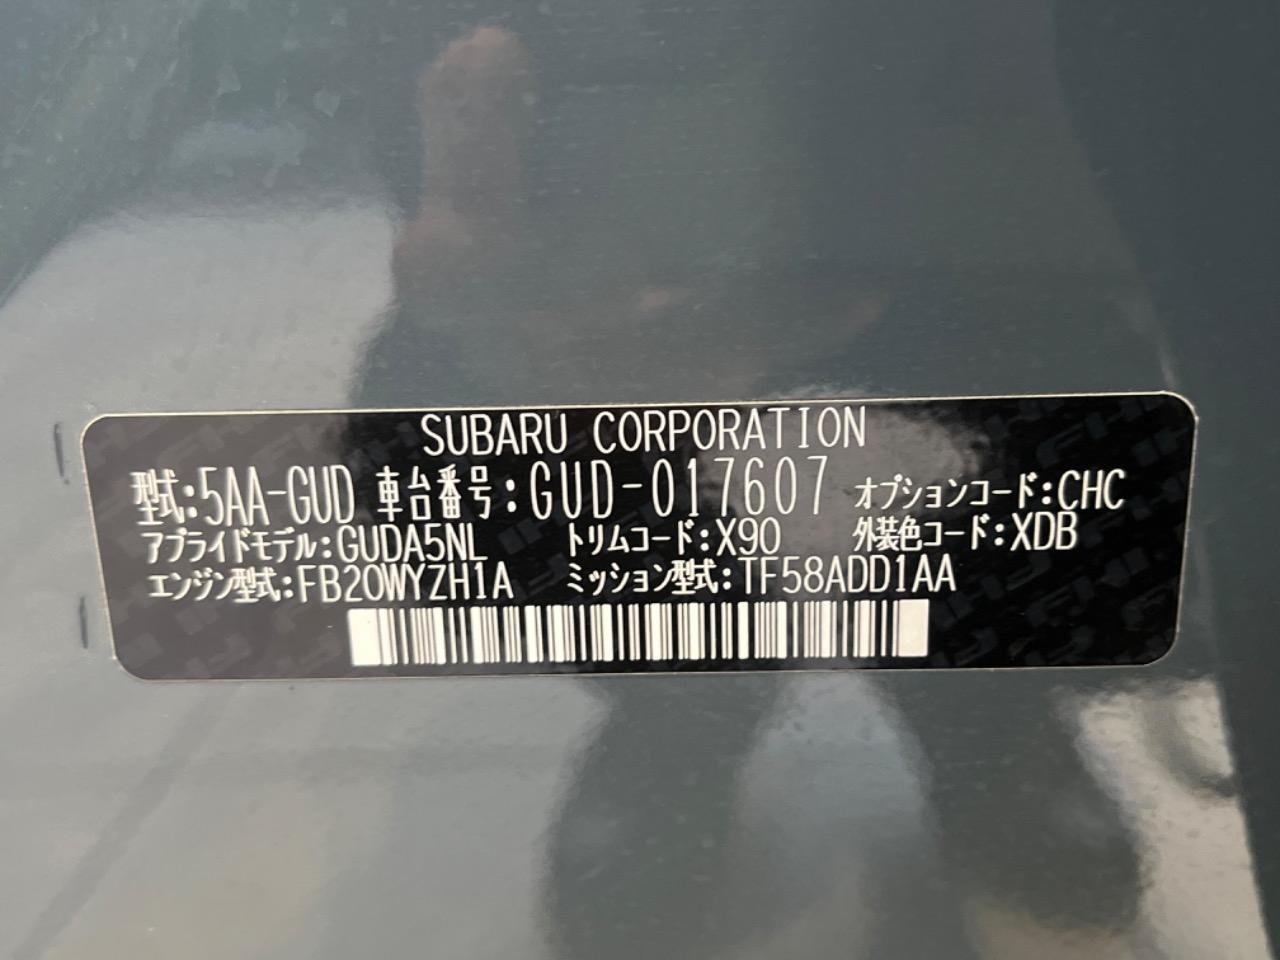 SUBARU CORPORATION
型式:5AA-GUD 車台番号:GUD-017607 オプションコード:CHC
アプライドモデル:GUDA5NL トリムコード:X90 外装色コード:XDB
エンジン型式:FB20WYZH1A ミッション型式:TF58ADD1AA